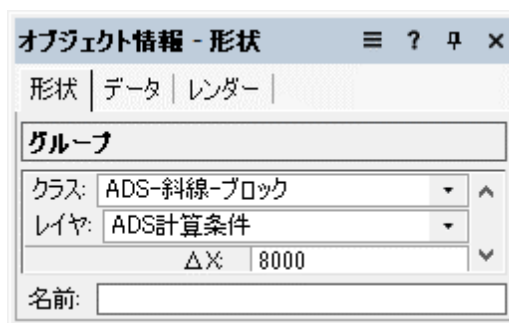 オブジェクト情報 - 形状 ≡ ? ×
形状 データ レンダー
グループ
クラス: ADS-斜線-ブロック
レイヤ: ADS計算条件
△X: 8000
名前: